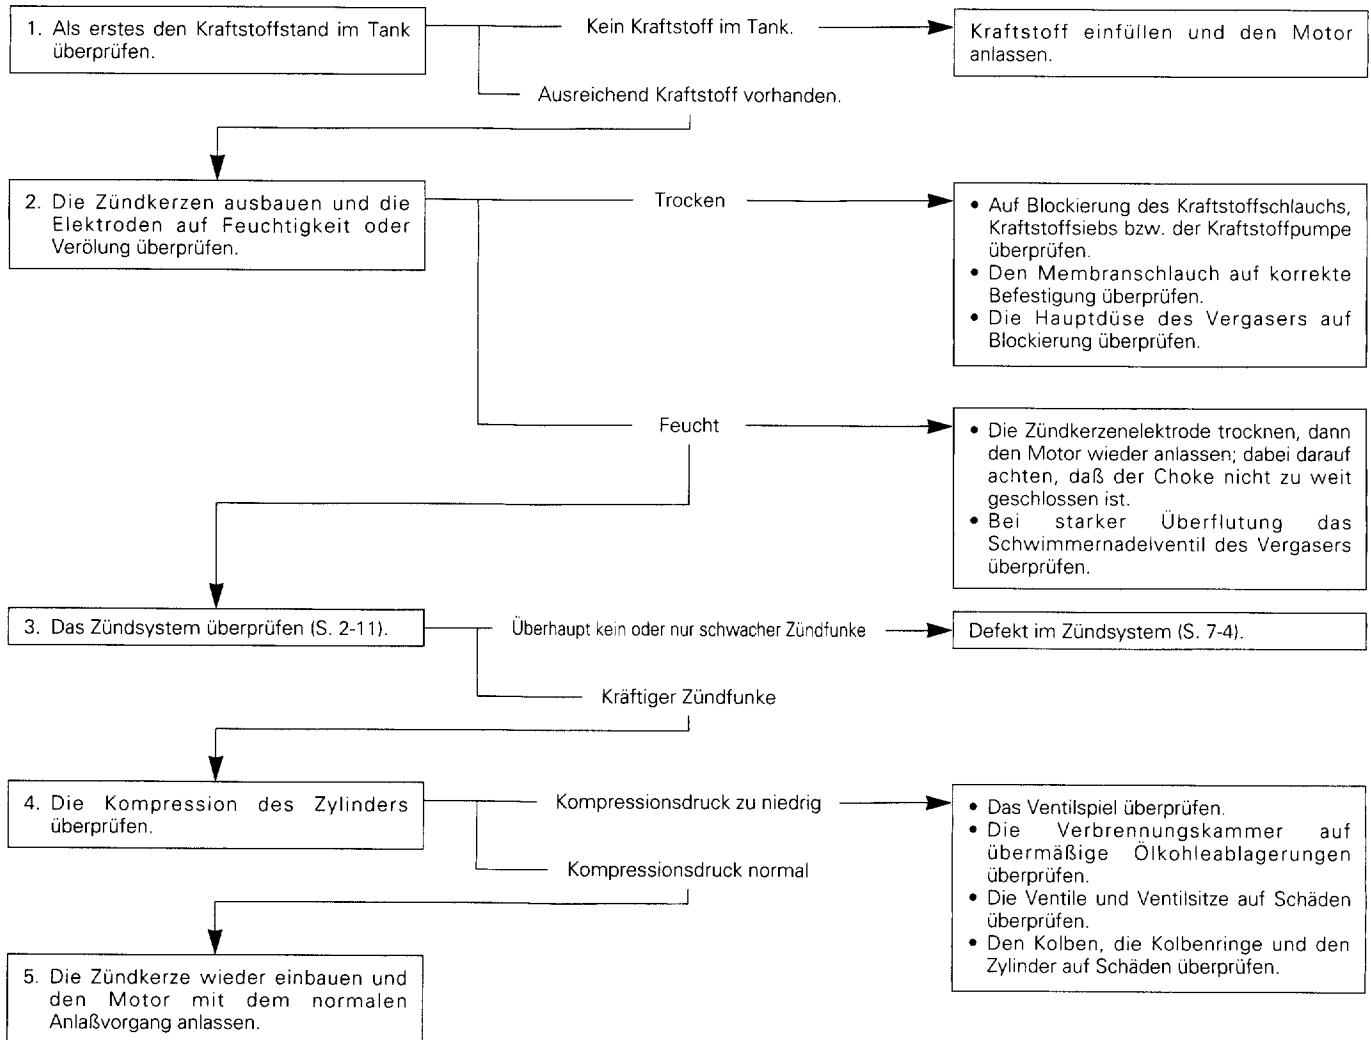 1. Als erstes den Kraftstoffstand im Tank
überprüfen.
Kein Kraftstoff im Tank.
Kraftstoff einfüllen und den Motor
anlassen.
Ausreichend Kraftstoff vorhanden.
2. Die Zündkerzen ausbauen und die
Elektroden auf Feuchtigkeit oder
Verölung überprüfen.
Trocken
• Auf Blockierung des Kraftstoffschlauchs,
Kraftstoffsiebs bzw. der Kraftstoffpumpe
überprüfen.
• Den Membranschlauch auf korrekte
Befestigung überprüfen.
• Die Hauptdüse des Vergasers auf
Blockierung überprüfen.
Feucht
• Die Zündkerzenelektrode trocknen, dann
den Motor wieder anlassen; dabei darauf
achten, daß der Choke nicht zu weit
geschlossen ist.
• Bei starker Überflutung das
Schwimmernadelventil des Vergasers
überprüfen.
3. Das Zündsystem überprüfen (S. 2-11).
Überhaupt kein oder nur schwacher Zündfunke
Defekt im Zündsystem (S. 7-4).
Kräftiger Zündfunke
4. Die Kompression des Zylinders
überprüfen.
Kompressionsdruck zu niedrig
• Das Ventilspiel überprüfen.
• Die Verbrennungskammer auf
übermäßige Ölkohleablagerungen
überprüfen.
• Die Ventile und Ventilsitze auf Schäden
überprüfen.
• Den Kolben, die Kolbenringe und den
Zylinder auf Schäden überprüfen.
Kompressionsdruck normal
5. Die Zündkerze wieder einbauen und
den Motor mit dem normalen
Anlaßvorgang anlassen.